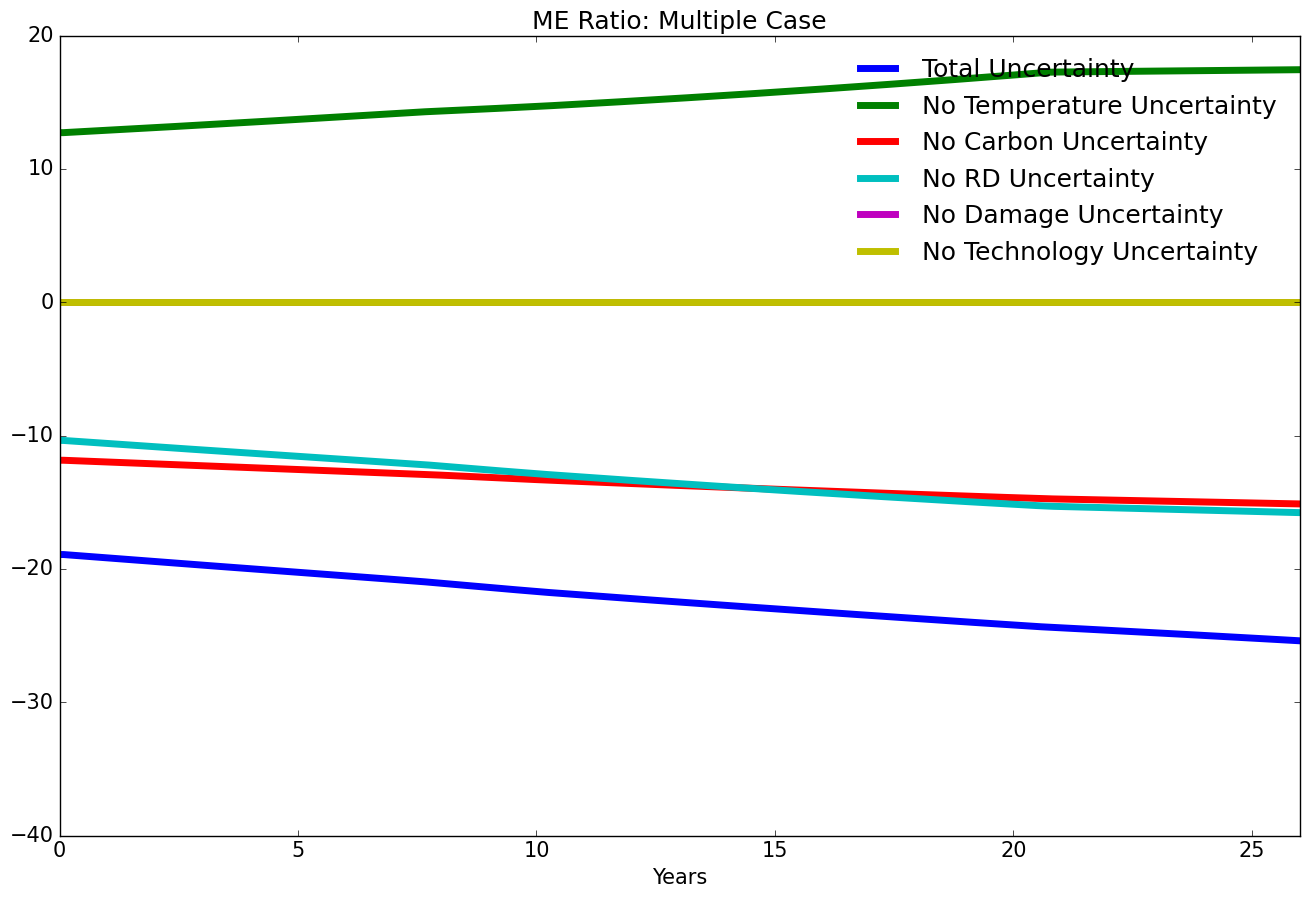 ME Ratio: Multiple Case
20
10
0
−10
−20
−30
−40
Total Uncertainty
No Temperature Uncertainty
No Carbon Uncertainty
No RD Uncertainty
No Damage Uncertainty
No Technology Uncertainty
0 5 10 15 20 25
Years